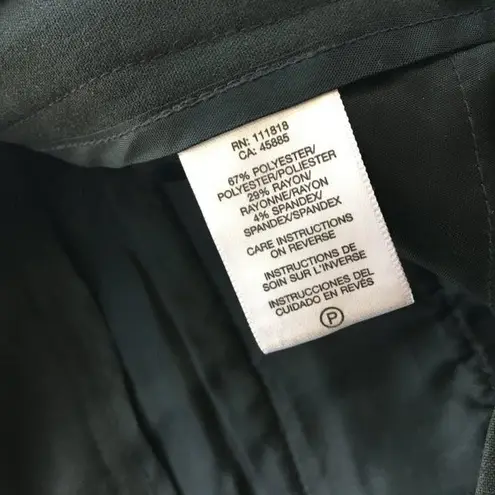 RN: 111818
CA: 45885
67% POLYESTER/
POLYESTER/POLIESTER
29% RAYON/
RAYONNE/RAYON
4% SPANDEX/
SPANDEX/SPANDEX
CARE INSTRUCTIONS
ON REVERSE
INSTRUCTIONS DE
SOIN SUR L'INVERSE
INSTRUCCIONES DEL
CUIDADO EN REVÉS
P